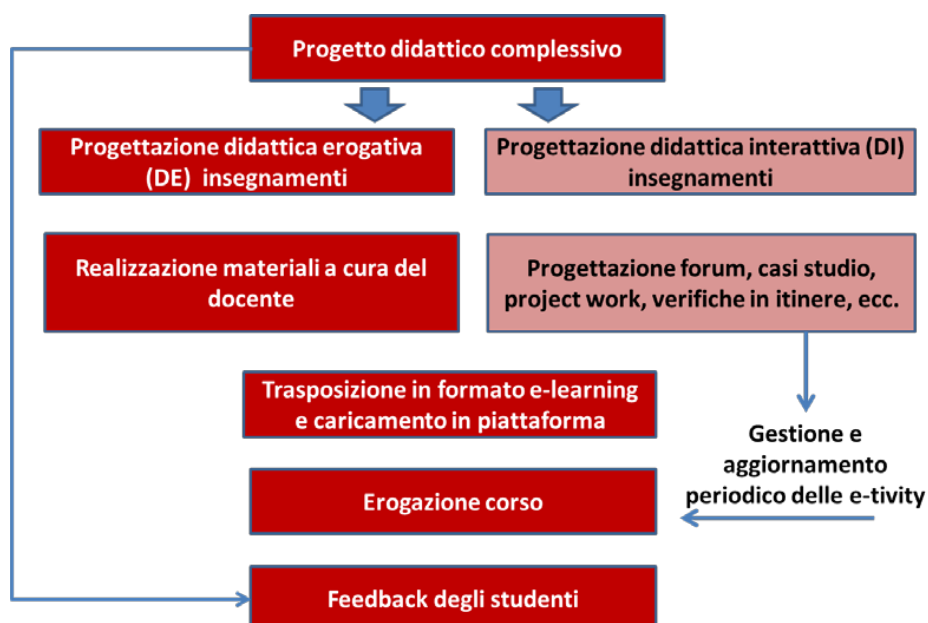 Progetto didattico complessivo
Progettazione didattica erogativa
(DE) insegnamenti
Progettazione didattica interattiva (DI)
insegnamenti
Realizzazione materiali a cura del
docente
Progettazione forum, casi studio,
project work, verifiche in itinere, ecc.
Trasposizione in formato e-learning
e caricamento in piattaforma
Gestione e
aggiornamento
periodico delle e-tivity
Erogazione corso
Feedback degli studenti